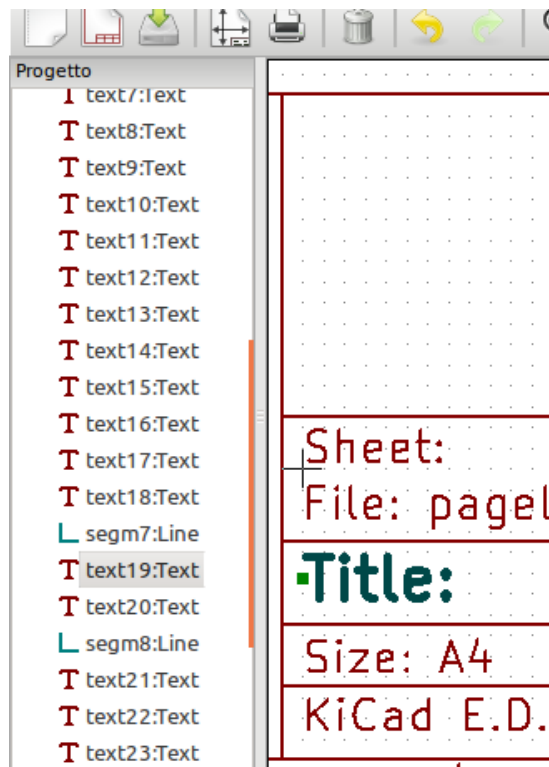 Progetto
text7:Text
text8:Text
text9:Text
text10:Text
text11:Text
text12:Text
text13:Text
text14:Text
text15:Text
text16:Text
text17:Text
text18:Text
segm7:Line
text19:Text
text20:Text
segm8:Line
text21:Text
text22:Text
text23:Text
Sheet:
File: pagel
Title:
Size: A4
KiCad E.D.